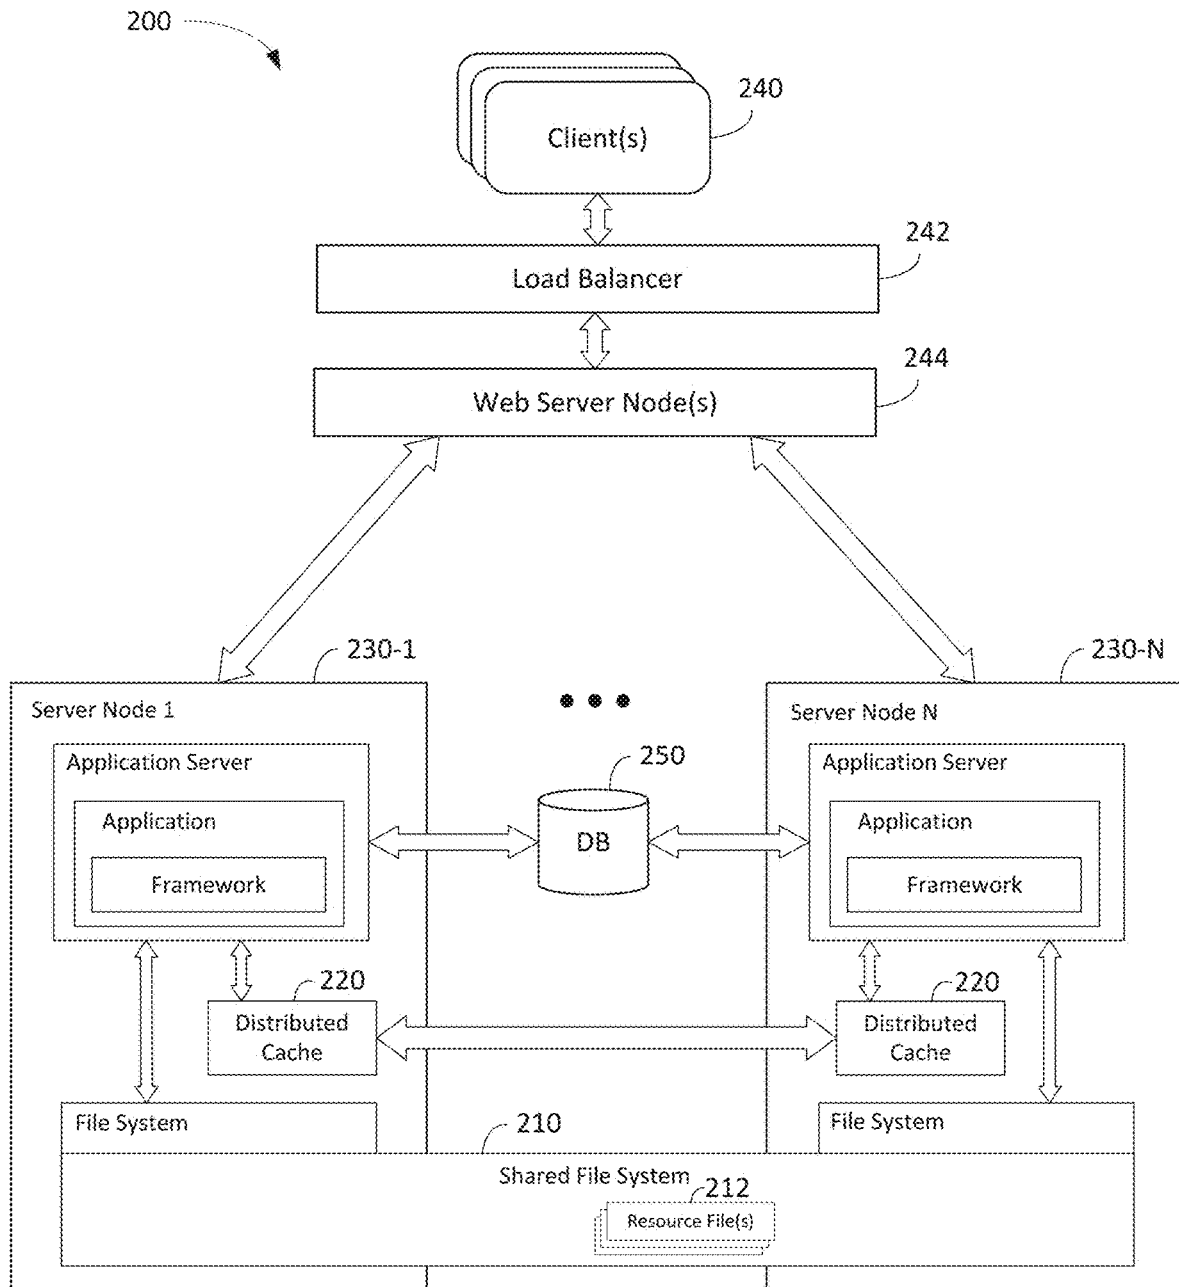 200
240
Client(s)
242
Load Balancer
244
Web Server Node(s)
230-1
230-N
Server Node 1
Server Node N
Application Server
250
Application Server
Application
DB
Application
Framework
Framework
220
220
Distributed
Cache
Distributed
Cache
File System
210
File System
Shared File System
212
Resource File(s)